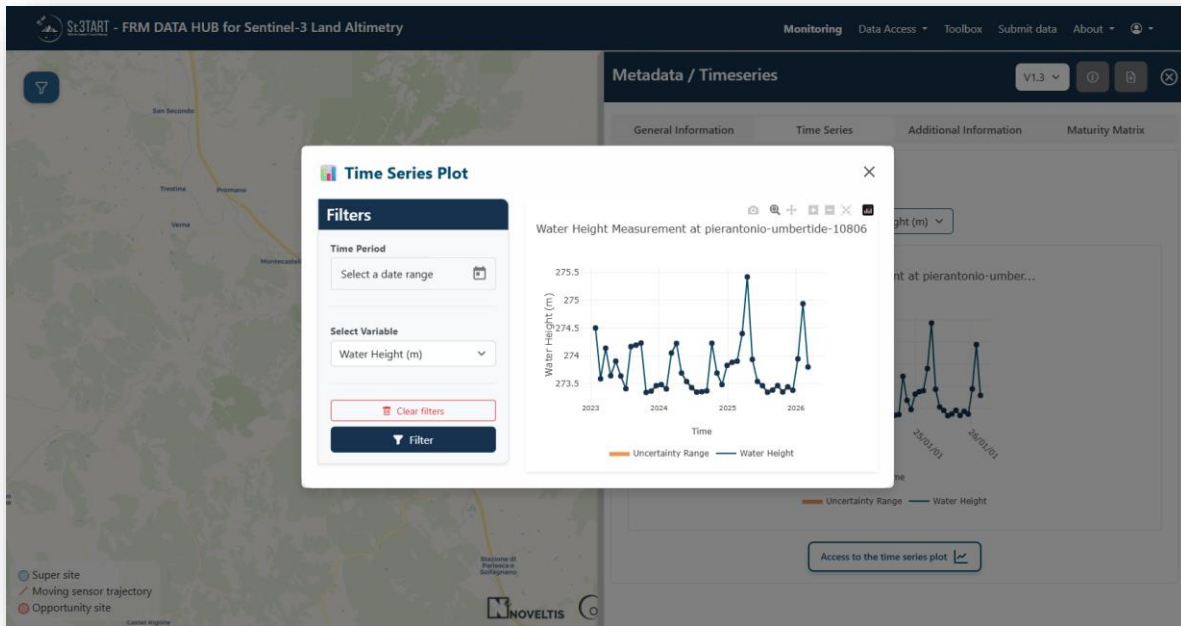 St3TART - FRM DATA HUB for Sentinel-3 Land Altimetry
Monitoring Data Access Toolbox Submit data About
Metadata / Timeseries
V1.3
General Information Time Series Additional Information Maturity Matrix
San Secondo
Trestina
Promano
Verna
Time Series Plot
Filters
Time Period
Select a date range
Select Variable
Water Height (m)
Clear filters
Filter
Water Height Measurement at pierantonio-umbertide-10806
Water Height (m)
275.5
275
274.5
274
273.5
2023 2024 2025 2026
Time
Uncertainty Range Water Height
ght (m)
nt at pierantonio-umber...
25/01/01 26/01/01
me
Uncertainty Range Water Height
Access to the time series plot
Super site
Moving sensor trajectory
Opportunity site
NOVELTIS